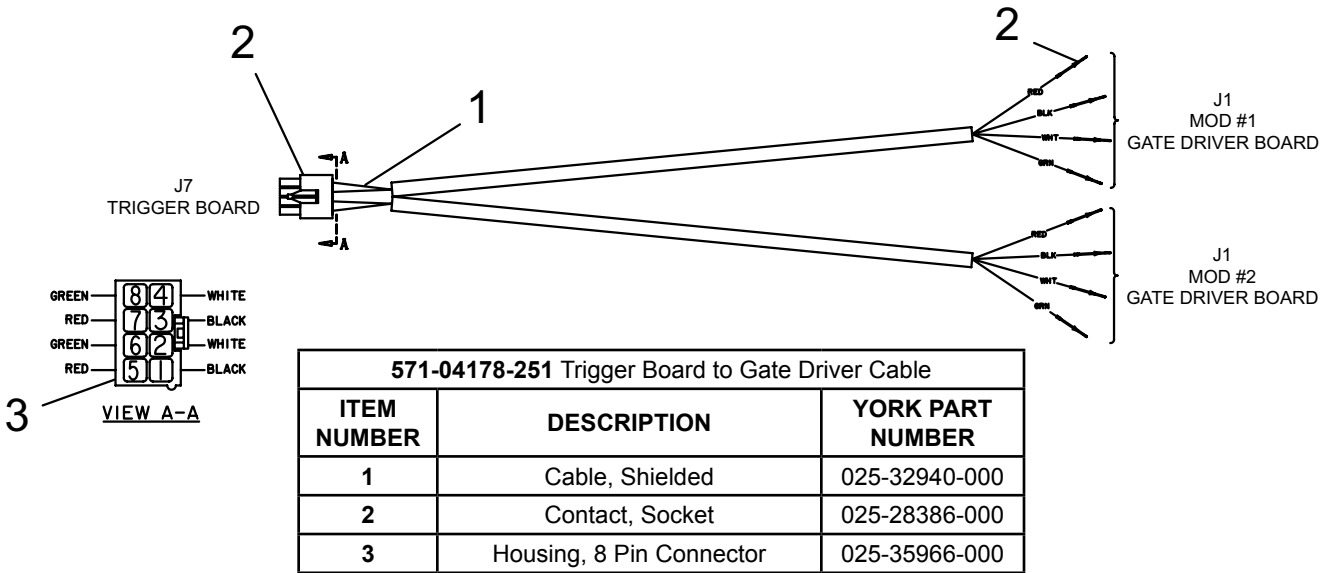 2
2
1
RED
BLK
WHT
GRN
J1
MOD #1
GATE DRIVER BOARD
A
J7
TRIGGER BOARD
A
RED
BLK
WHT
GRN
J1
MOD #2
GATE DRIVER BOARD
GREEN 8 4 WHITE
RED 7 3 BLACK
GREEN 6 2 WHITE
RED 5 1 BLACK
3
VIEW A-A
571-04178-251 Trigger Board to Gate Driver Cable
ITEM NUMBER DESCRIPTION YORK PART NUMBER
1 Cable, Shielded 025-32940-000
2 Contact, Socket 025-28386-000
3 Housing, 8 Pin Connector 025-35966-000